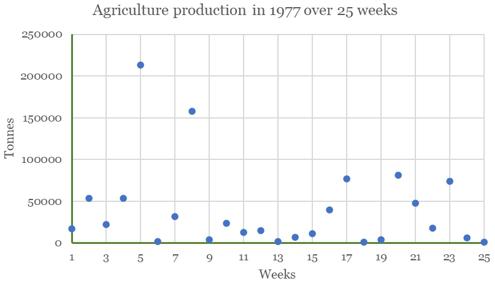 Agriculture production in 1977 over 25 weeks
250000
200000
150000
100000
50000
0
Tonnes
1 3 5 7 9 11 13 15 17 19 21 23 25
Weeks